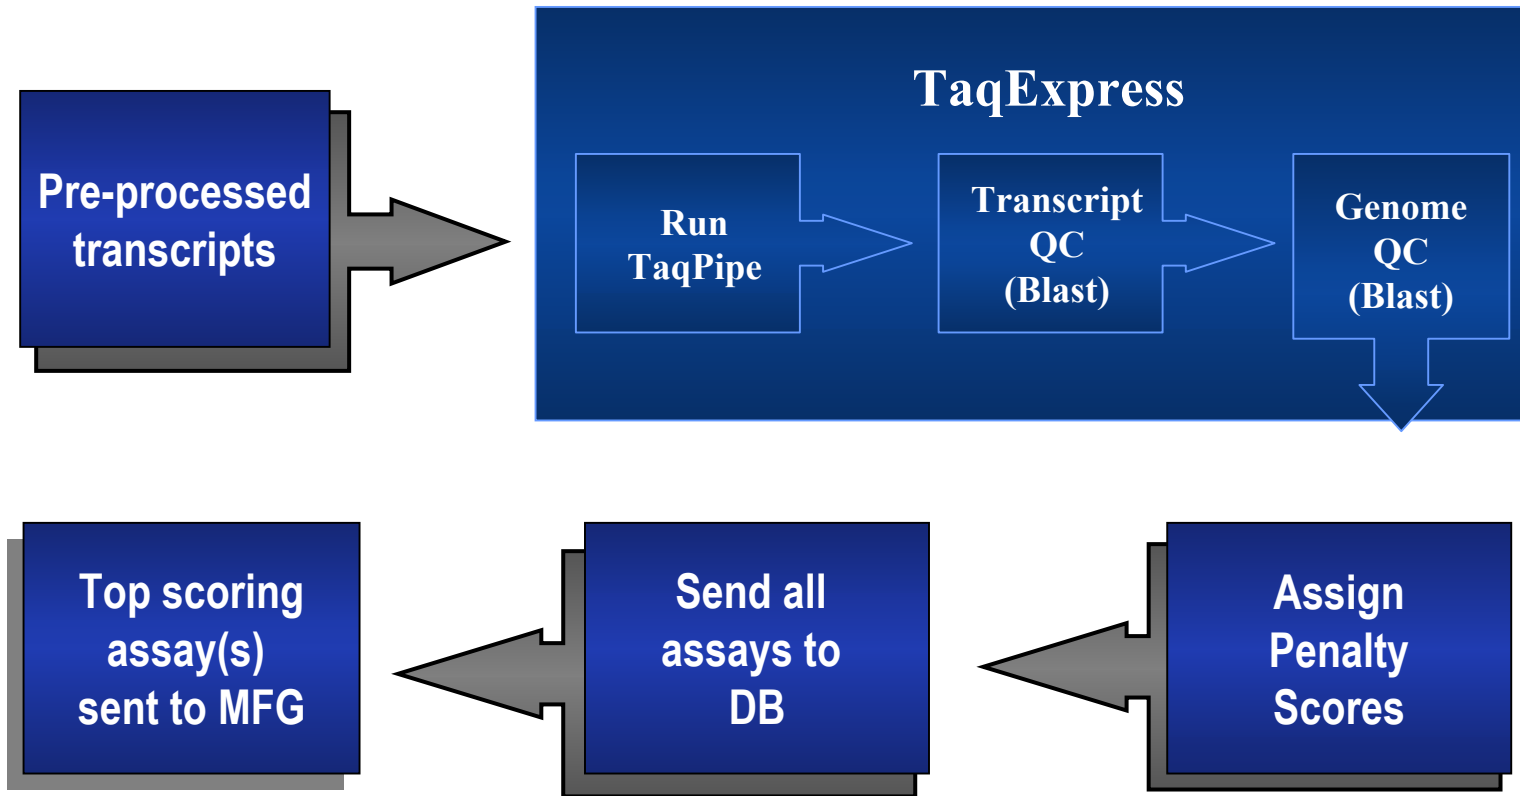 Pre-processed
transcripts
TaqExpress
Run
TaqPipe
Transcript
QC
(Blast)
Genome
QC
(Blast)
Top scoring
assay(s)
sent to MFG
Send all
assays to
DB
Assign
Penalty
Scores